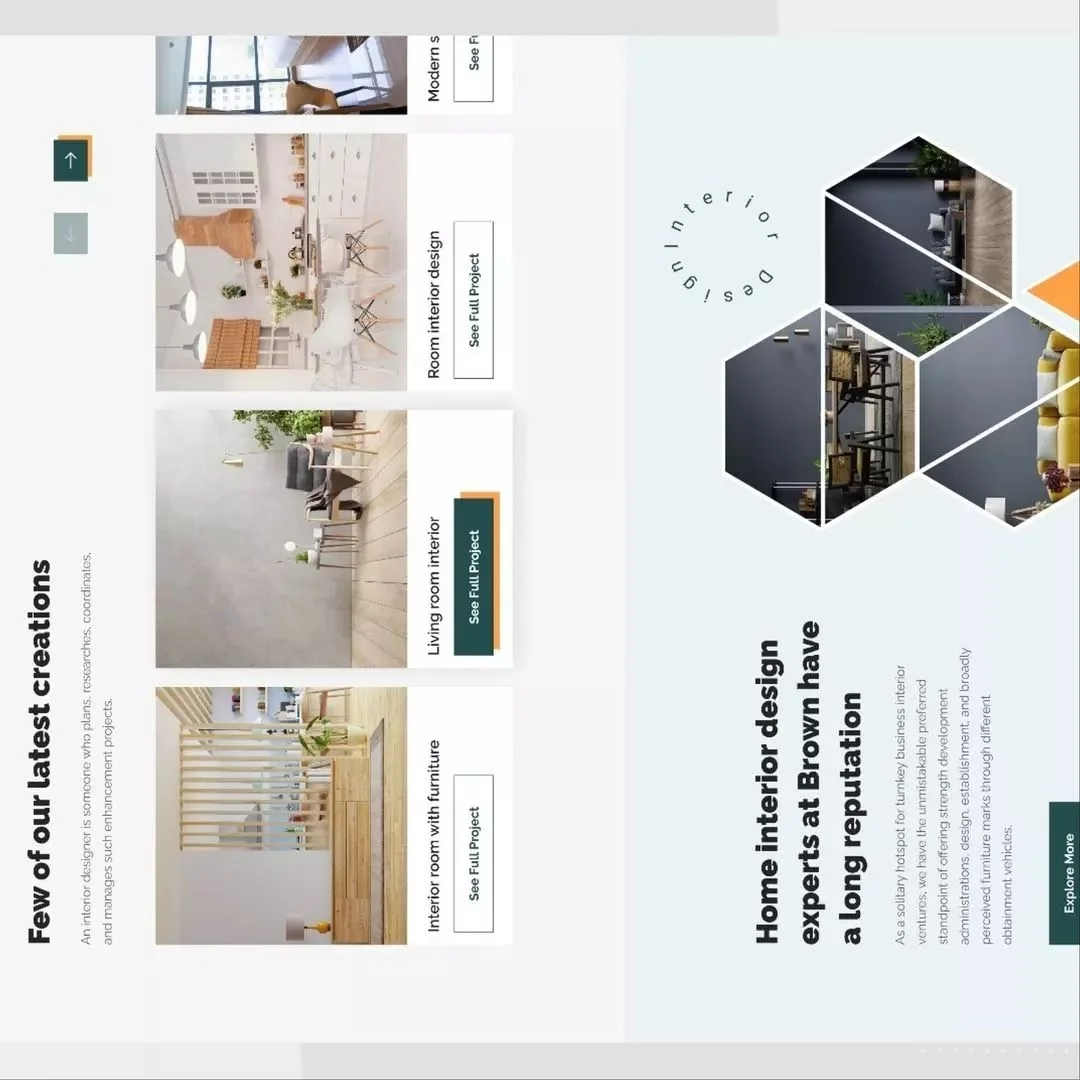 Few of our latest creations
An interior designer is someone who plans, researches, coordinates,
and manages such enhancement projects.
Interior room with furniture
See Full Project
Living room interior
See Full Project
Room interior design
See Full Project
Modern s
See Fu
Interior Design
Home interior design
experts at Brown have
a long reputation
As a solitary hotspot for turnkey business interior
ventures, we have the unmistakable preferred
standpoint of offering strength development
administrations, design, establishment, and broadly
perceived furniture marks through different
obtainment vehicles.
Explore More